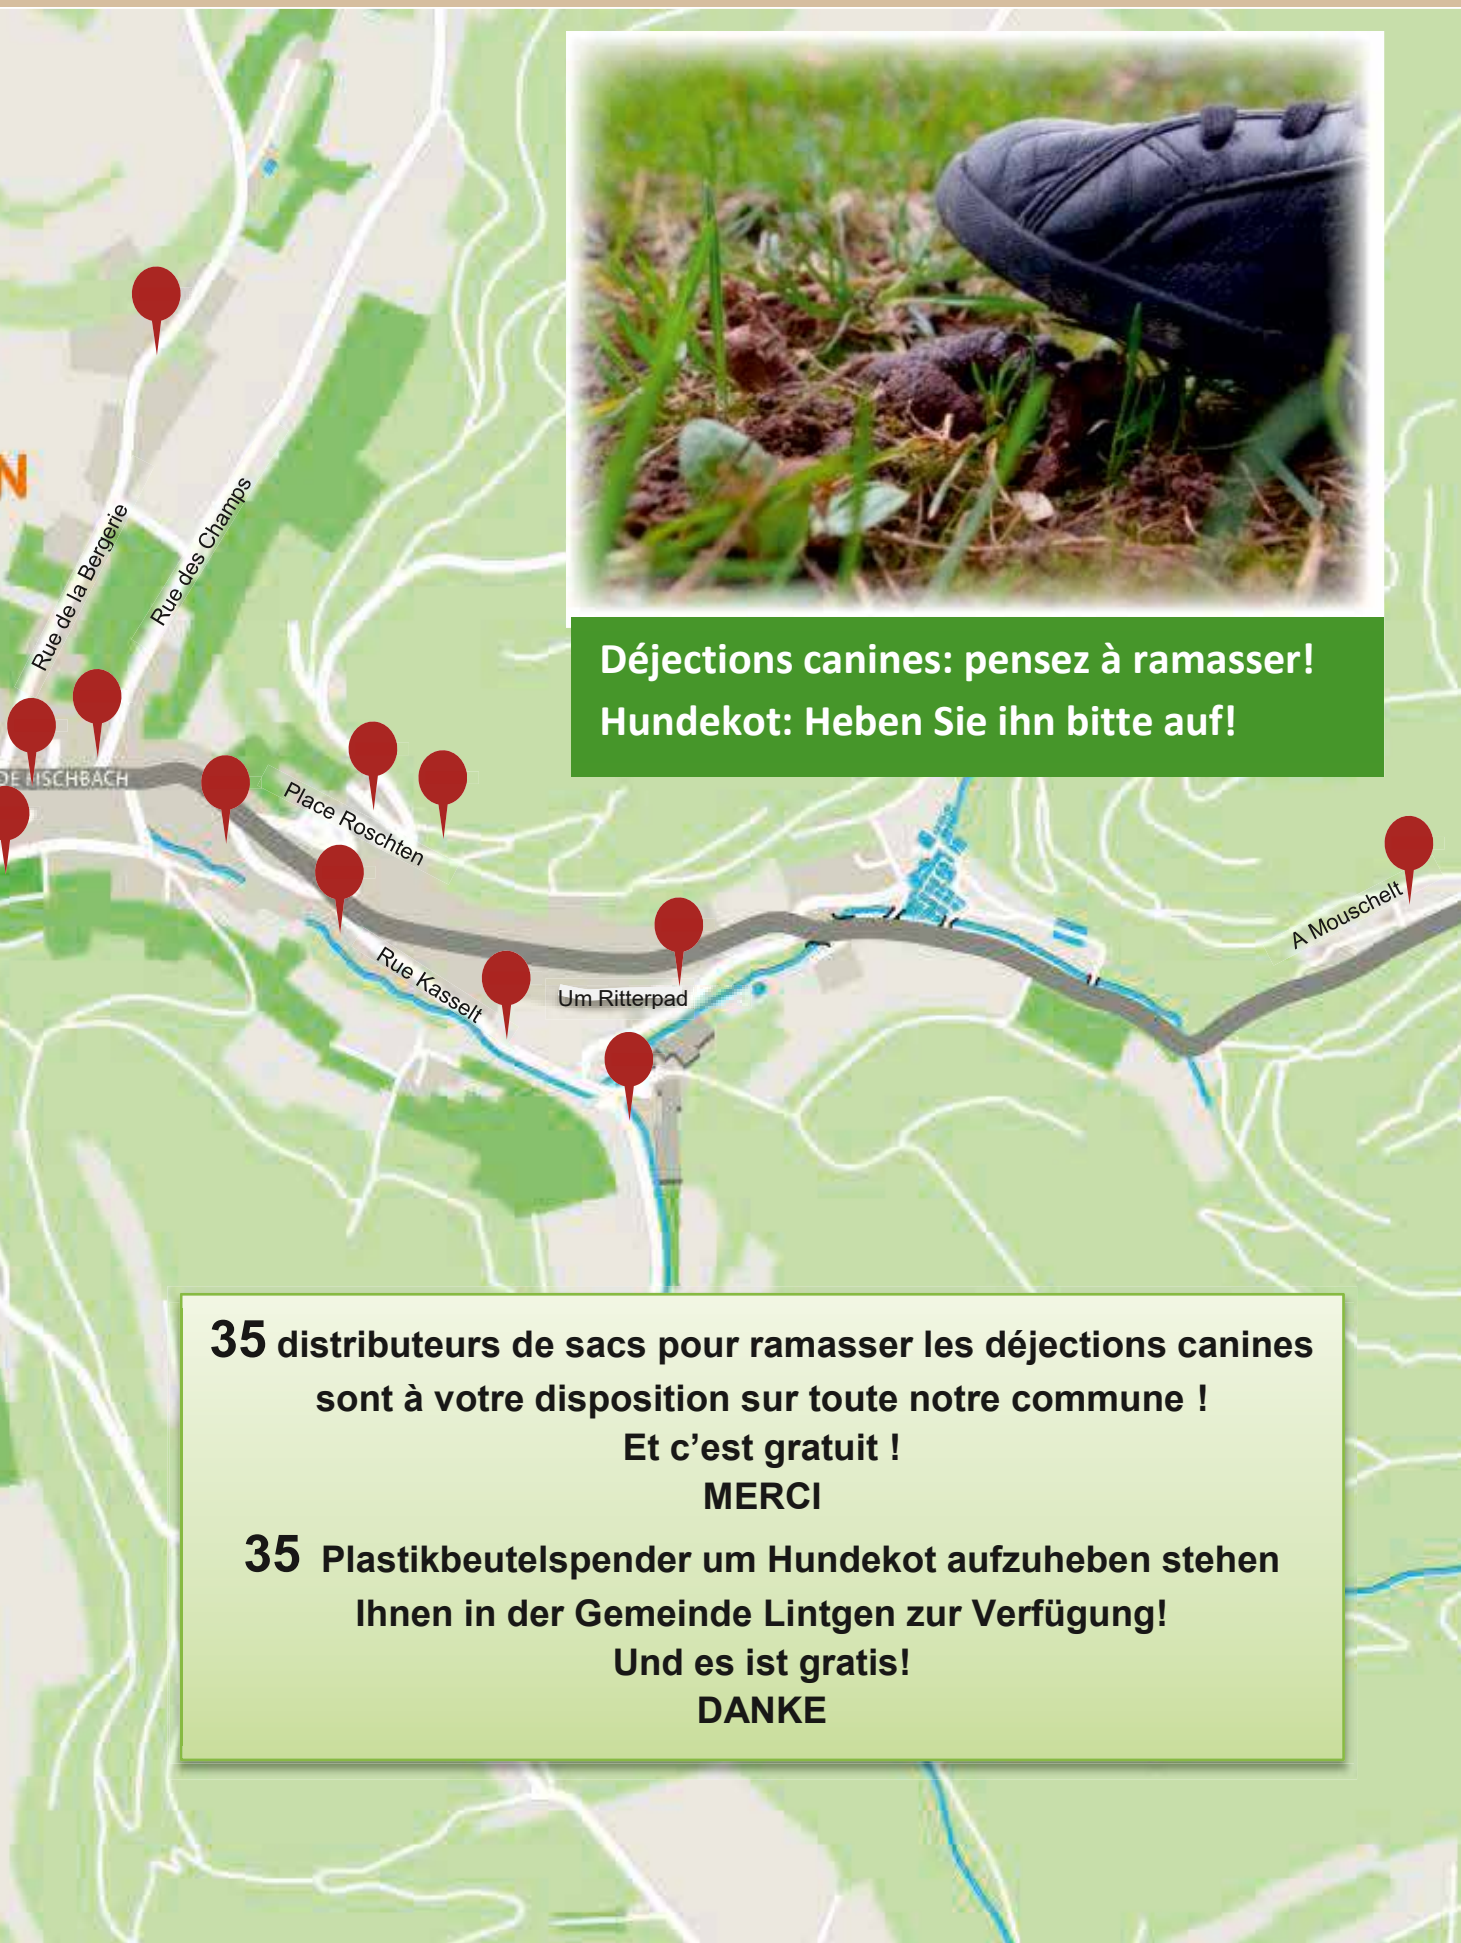 N
Rue de la Bergerie
Rue des Champs
Déjections canines: pensez à ramasser!
Hundekot: Heben Sie ihn bitte auf!
DE
Place Roschten
A Mouschelt
Rue Kasselt
Um Ritterpad
35 distributeurs de sacs pour ramasser les déjections canines
sont à votre disposition sur toute notre commune !
Et c’est gratuit !
MERCI
35 Plastikbeutelspender um Hundekot aufzuheben stehen
Ihnen in der Gemeinde Lintgen zur Verfügung!
Und es ist gratis!
DANKE